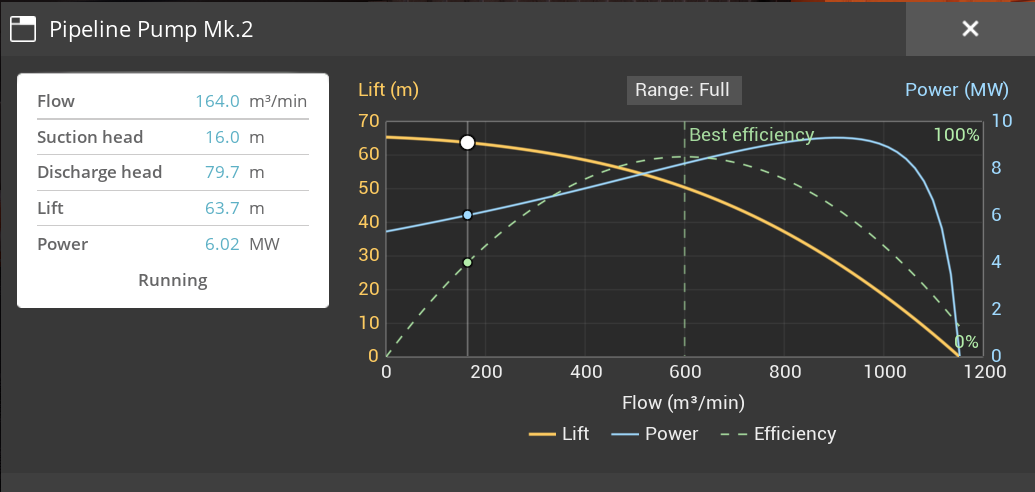 Pipeline Pump Mk.2
Flow 164.0 m³/min
Suction head 16.0 m
Discharge head 79.7 m
Lift 63.7 m
Power 6.02 MW
Running
Lift (m) Range: Full Power (MW)
70 Best efficiency 100% 10
60
50
40
30
20
10
0
8
6
4
2
0% 0
0 200 400 600 800 1000 1200
Flow (m³/min)
Lift Power Efficiency